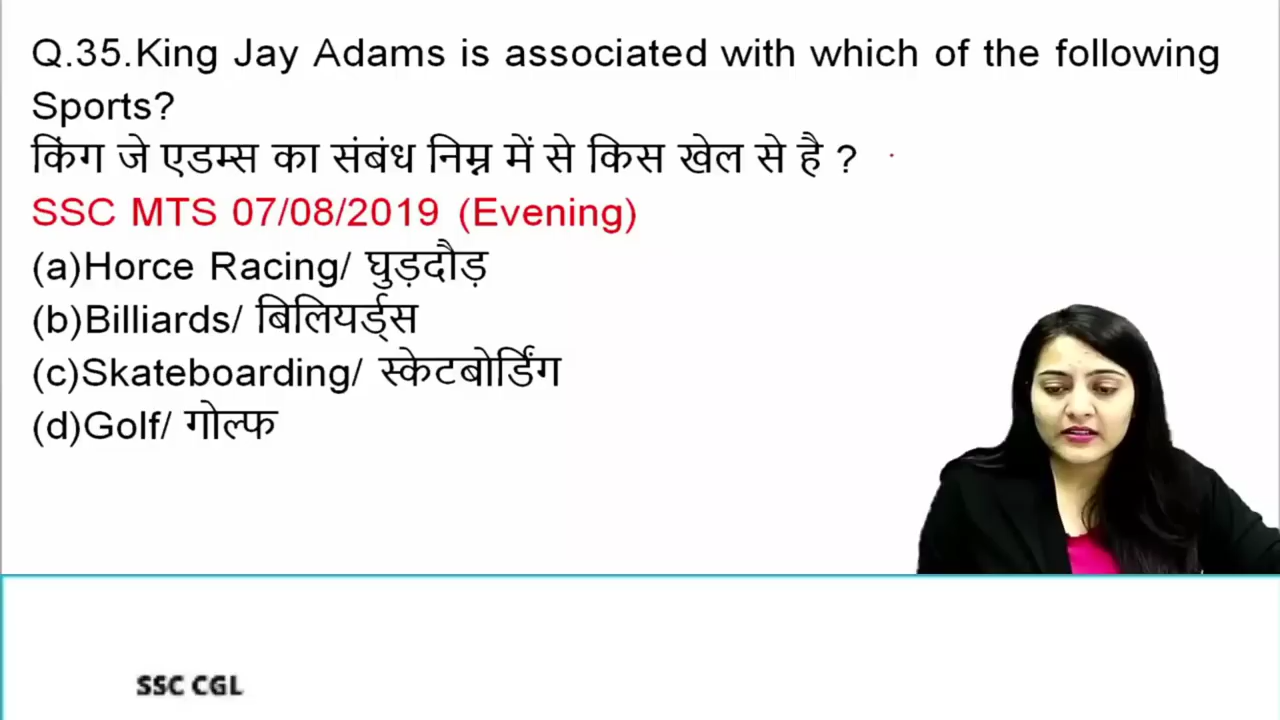 Q.35.King Jay Adams is associated with which of the following
Sports?
किंग जे एडम्स का संबंध निम्न में से किस खेल से है ?
SSC MTS 07/08/2019 (Evening)
(a)Horce Racing/ घुड़दौड़
(b)Billiards/ बिलियर्ड्स
(c)Skateboarding/ स्केटबोर्डिंग
(d)Golf/ गोल्फ
SSC CGL